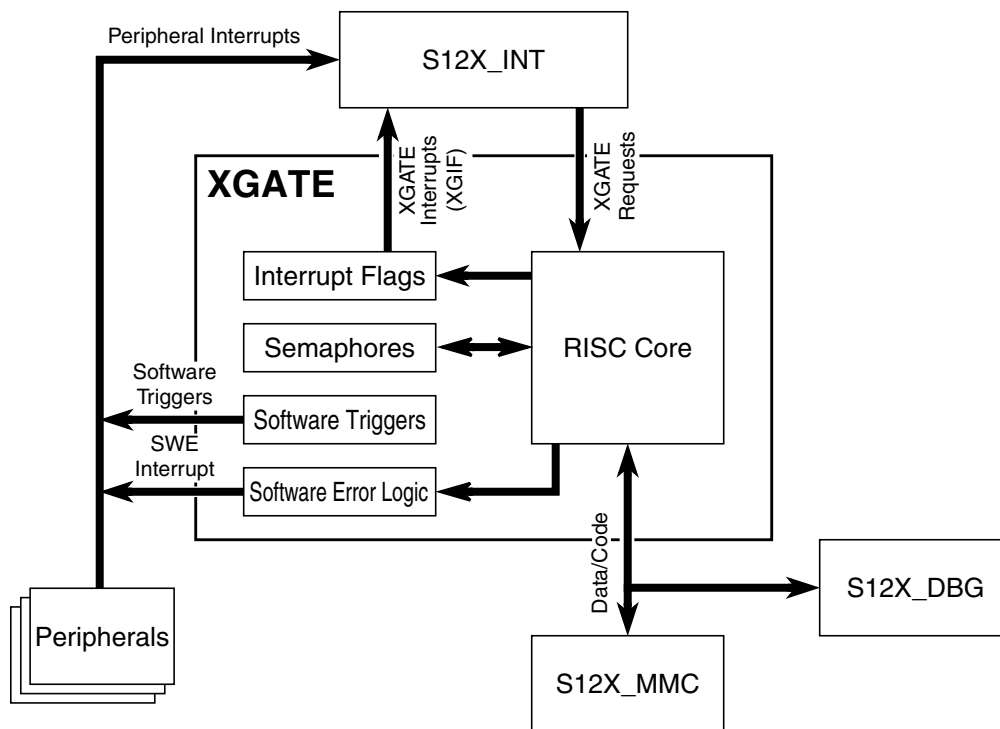 Peripheral Interrupts
S12X_INT
XGATE
XGATE
Interrupts
(XGIF)
XGATE
Requests
Interrupt Flags
Semaphores
RISC Core
Software
Triggers
Software Triggers
SWE
Interrupt
Software Error Logic
Data/Code
S12X_DBG
Peripherals
S12X_MMC